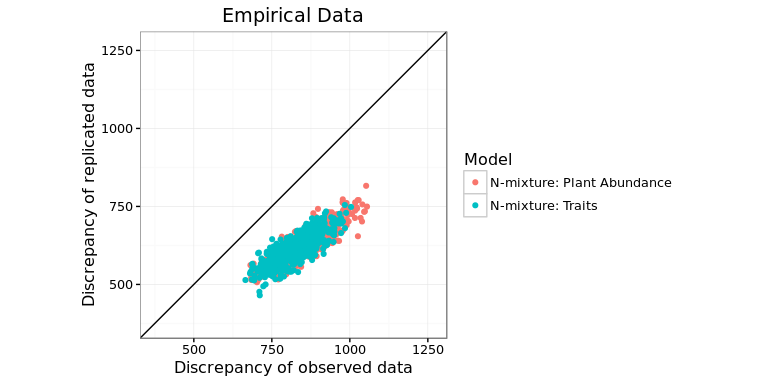 Empirical Data
Discrepancy of replicated data
1250
1000
750
500
500 750 1000 1250
Discrepancy of observed data
Model
N-mixture: Plant Abundance
N-mixture: Traits